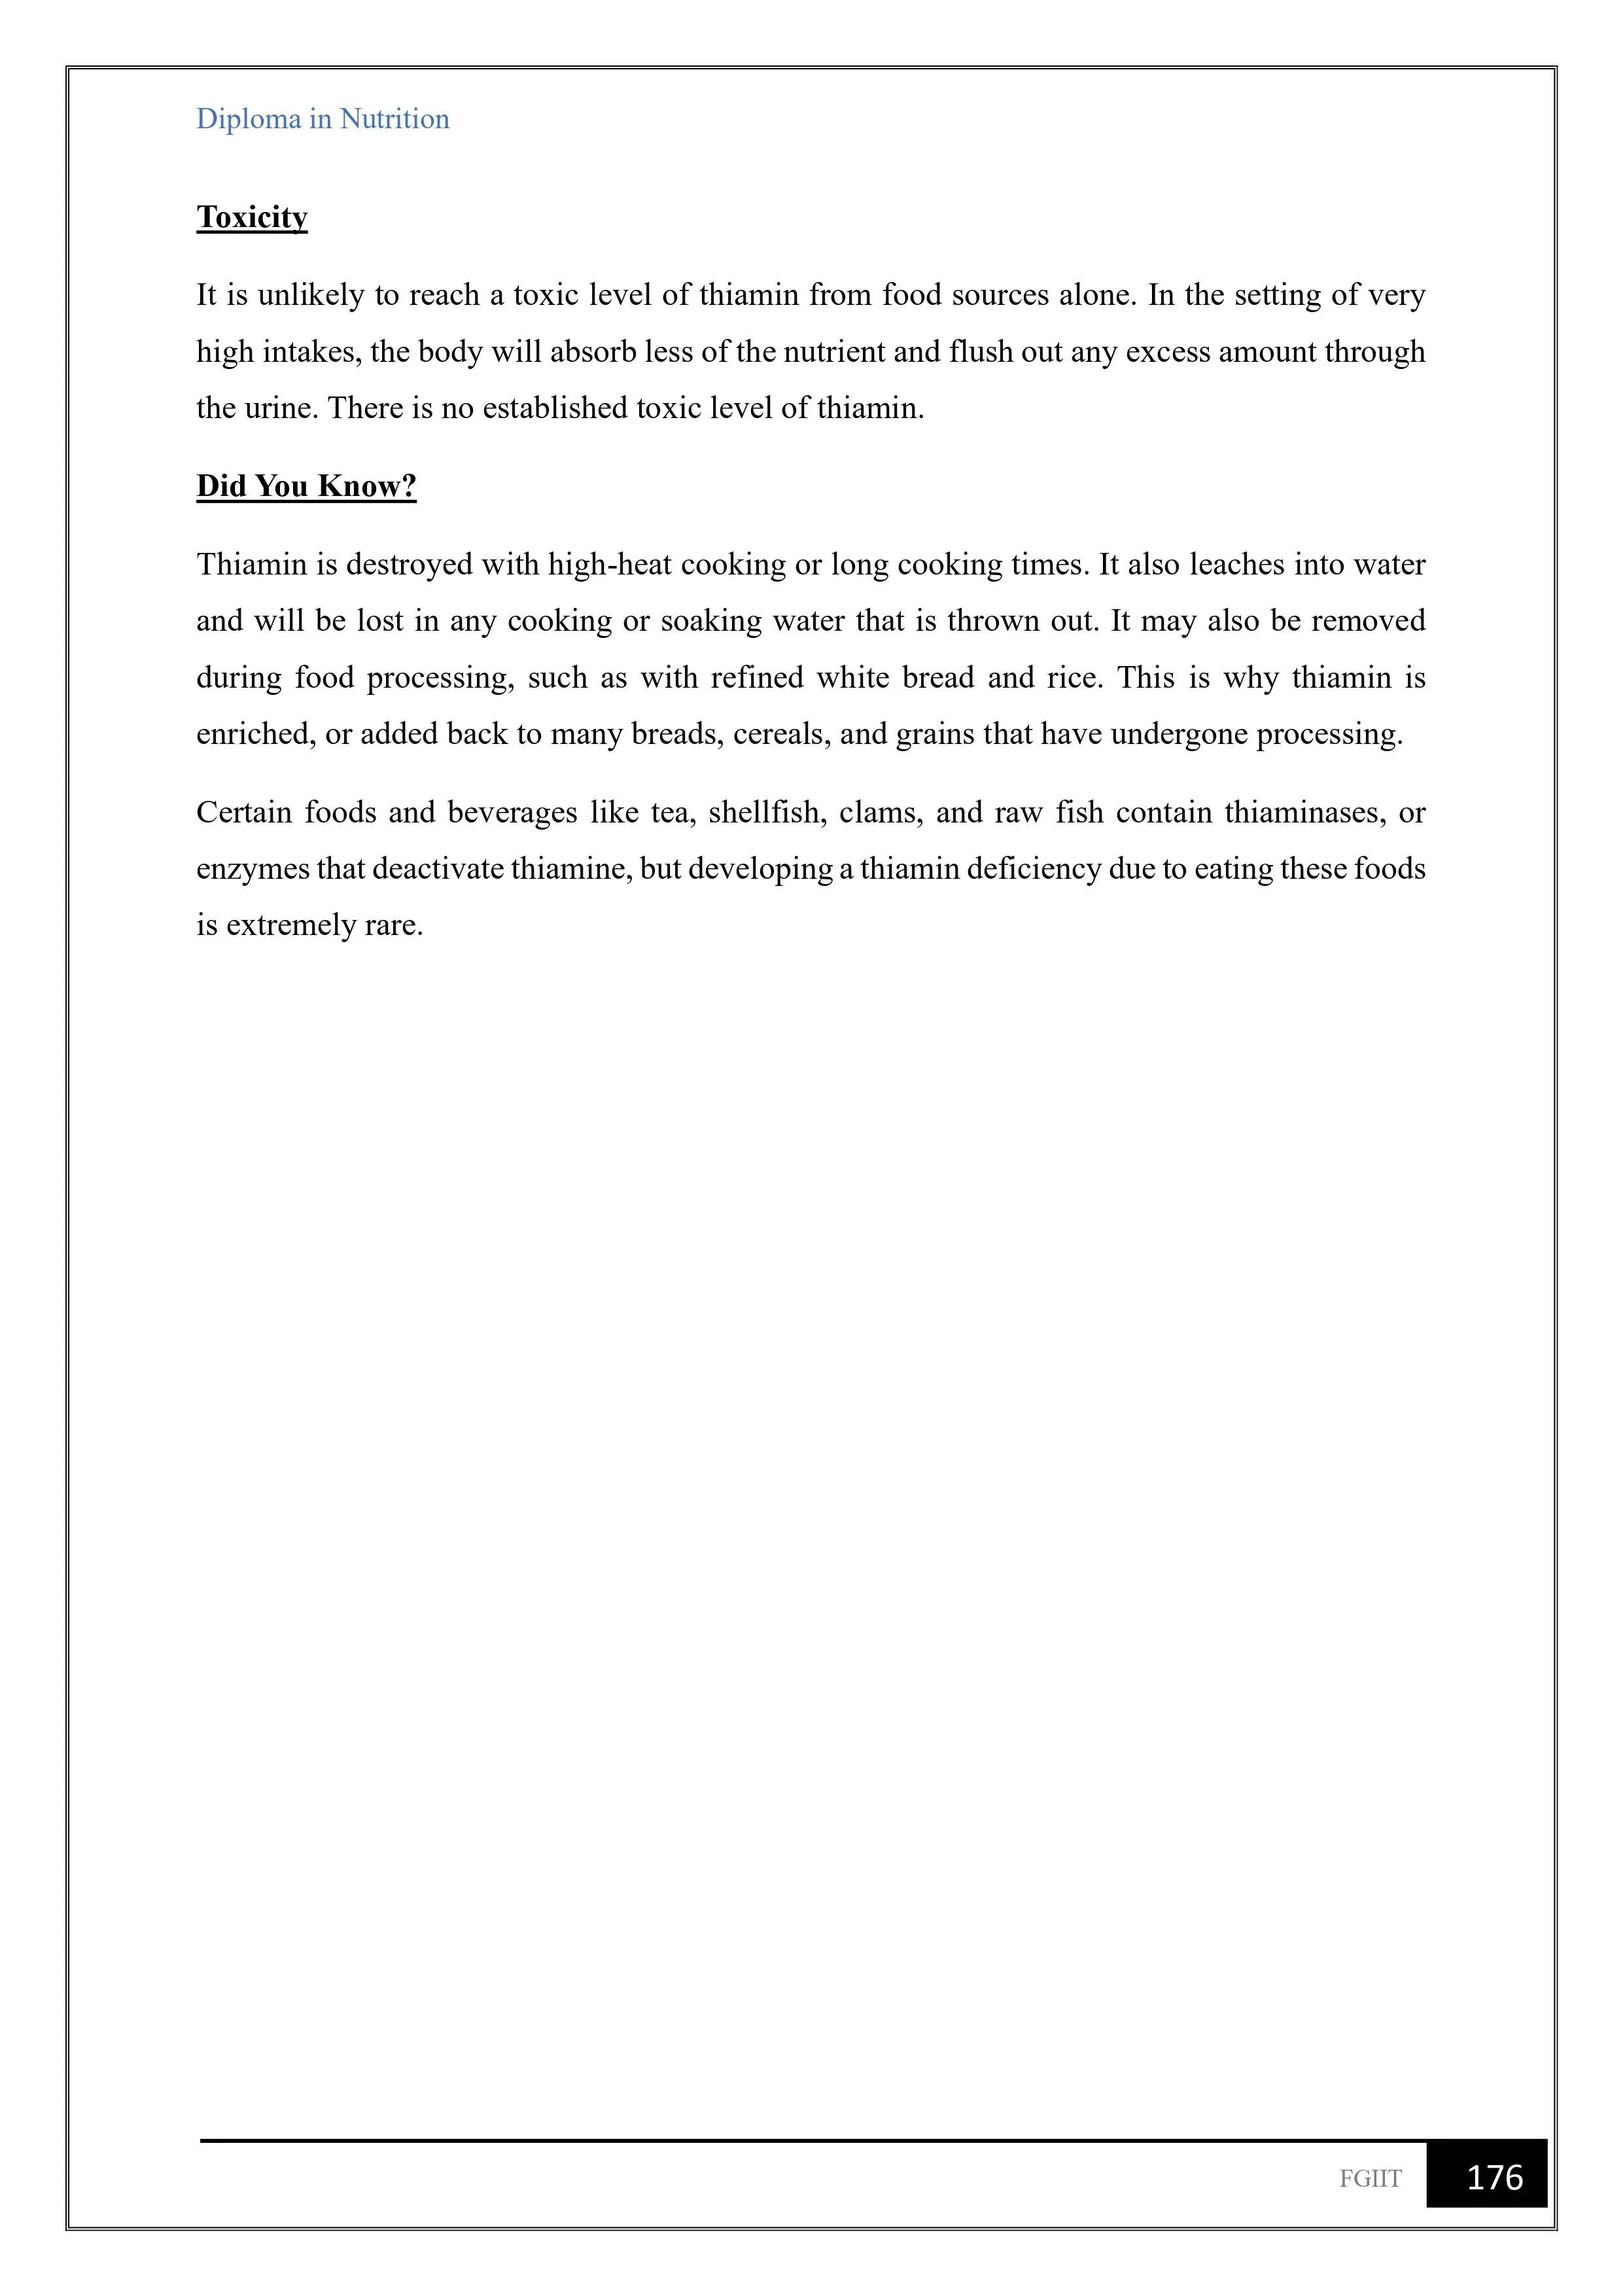 Diploma in Nutrition
Toxicity
It is unlikely to reach a toxic level of thiamin from food sources alone. In the setting of very
high intakes, the body will absorb less of the nutrient and flush out any excess amount through
the urine. There is no established toxic level of thiamin.
Did You Know?
Thiamin is destroyed with high-heat cooking or long cooking times. It also leaches into water
and will be lost in any cooking or soaking water that is thrown out. It may also be removed
during food processing, such as with refined white bread and rice. This is why thiamin is
enriched, or added back to many breads, cereals, and grains that have undergone processing.
Certain foods and beverages like tea, shellfish, clams, and raw fish contain thiaminases, or
enzymes that deactivate thiamine, but developing a thiamin deficiency due to eating these foods
is extremely rare.
FGIIT 176